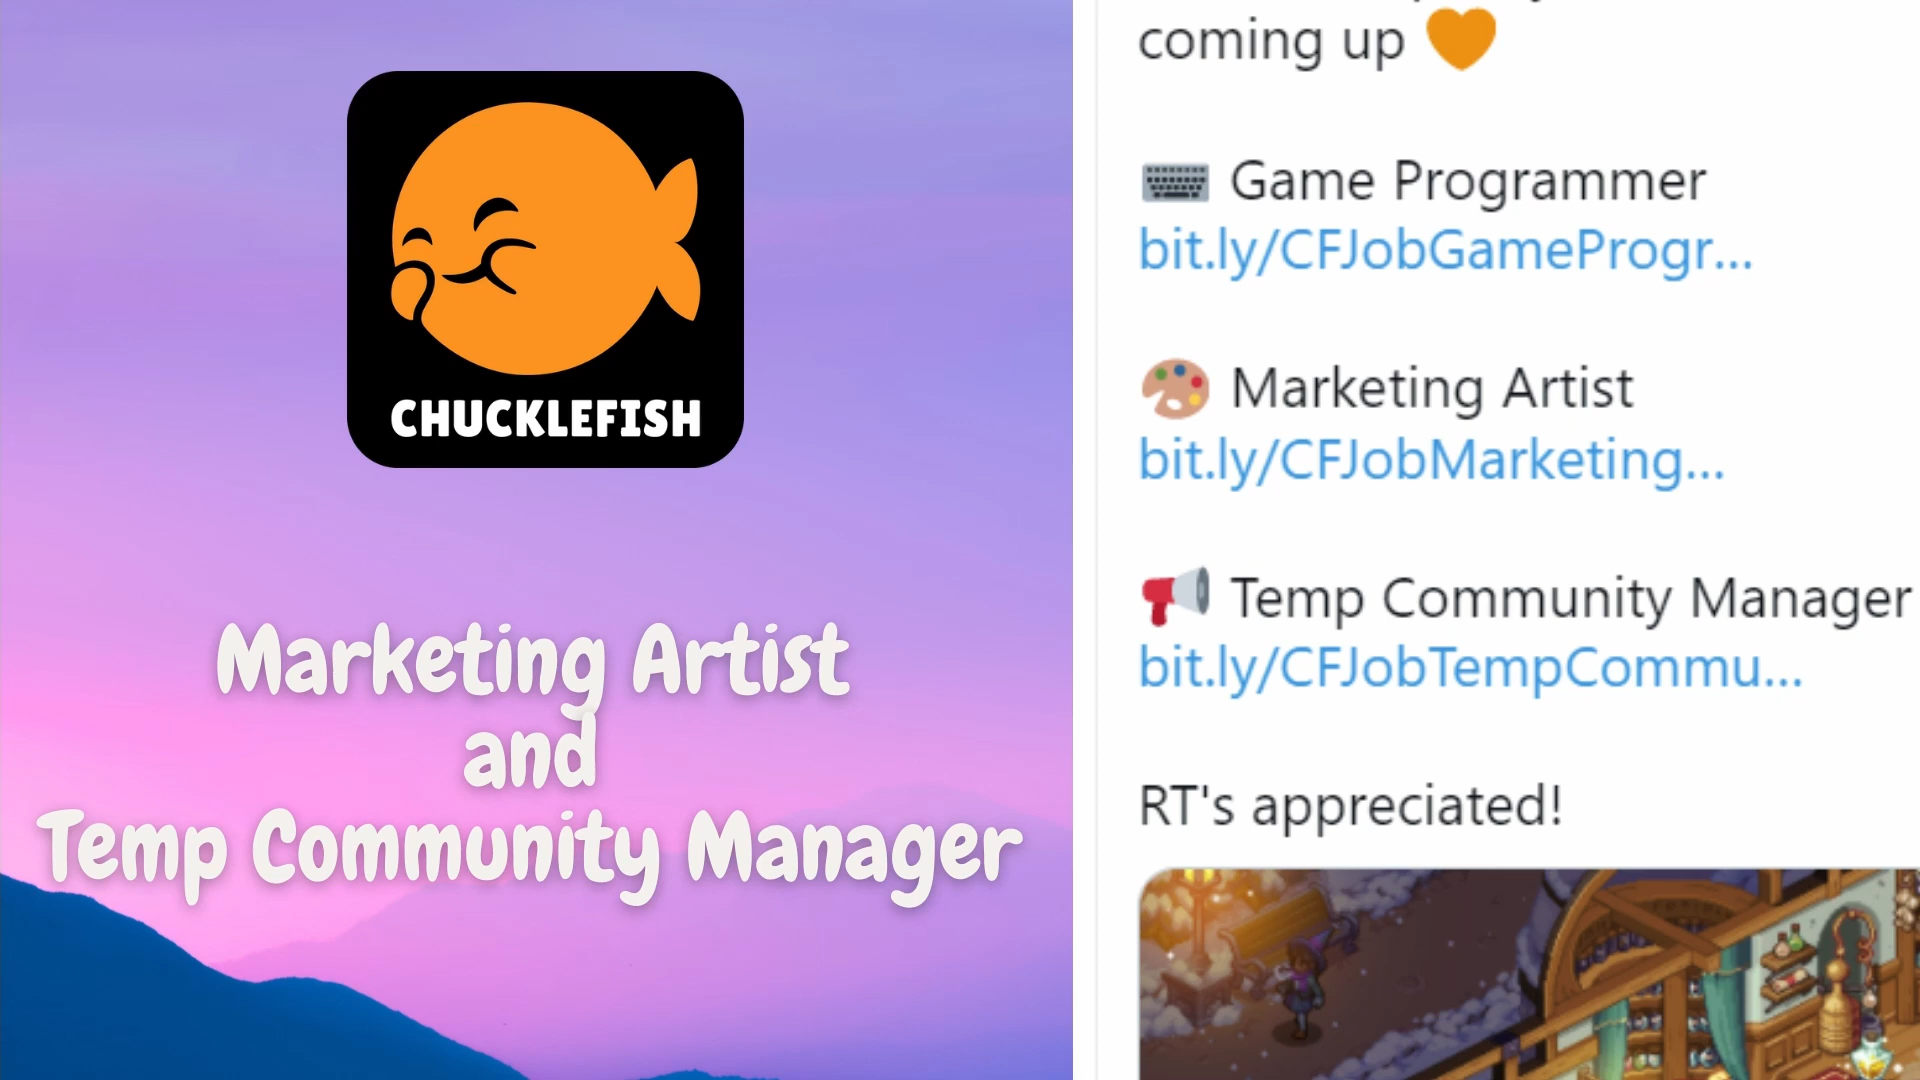 CHUCKLEFISH
Marketing Artist
and
Temp Community Manager
coming up 🧡
⌨️ Game Programmer
bit.ly/CFJobGameProgr...
🎨 Marketing Artist
bit.ly/CFJobMarketing...
📢 Temp Community Manager
bit.ly/CFJobTempCommu...
RT's appreciated!